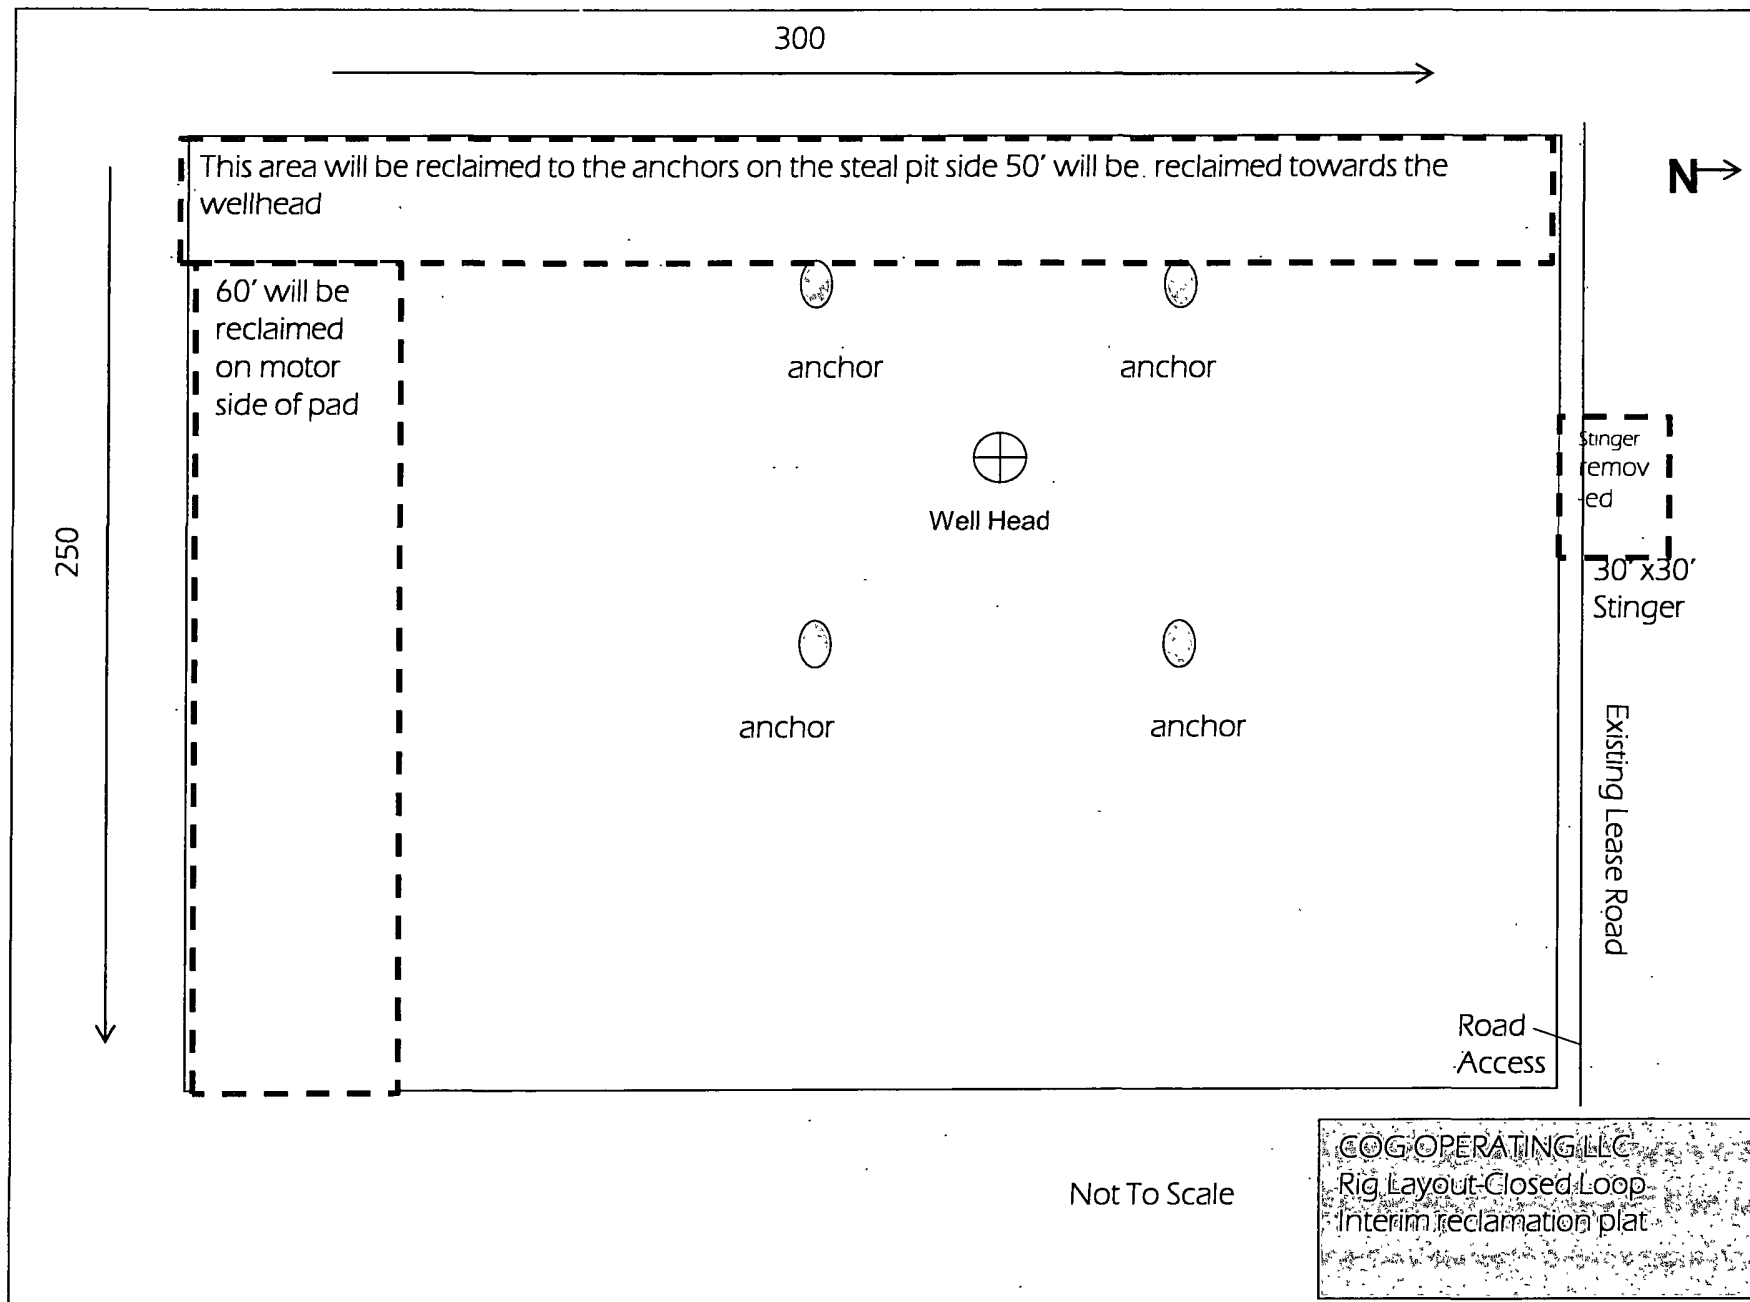 300
This area will be reclaimed to the anchors on the steal pit side 50' will be. reclaimed towards the
wellhead
N
60' will be
reclaimed
on motor
side of pad
anchor
anchor
Stinger
remov
ed
Well Head
250
30' x30'
Stinger
anchor
anchor
Existing Lease Road
Road
Access
Not To Scale
COG OPERATING LLC
Rig Layout-Closed Loop
Interim reclamation plat